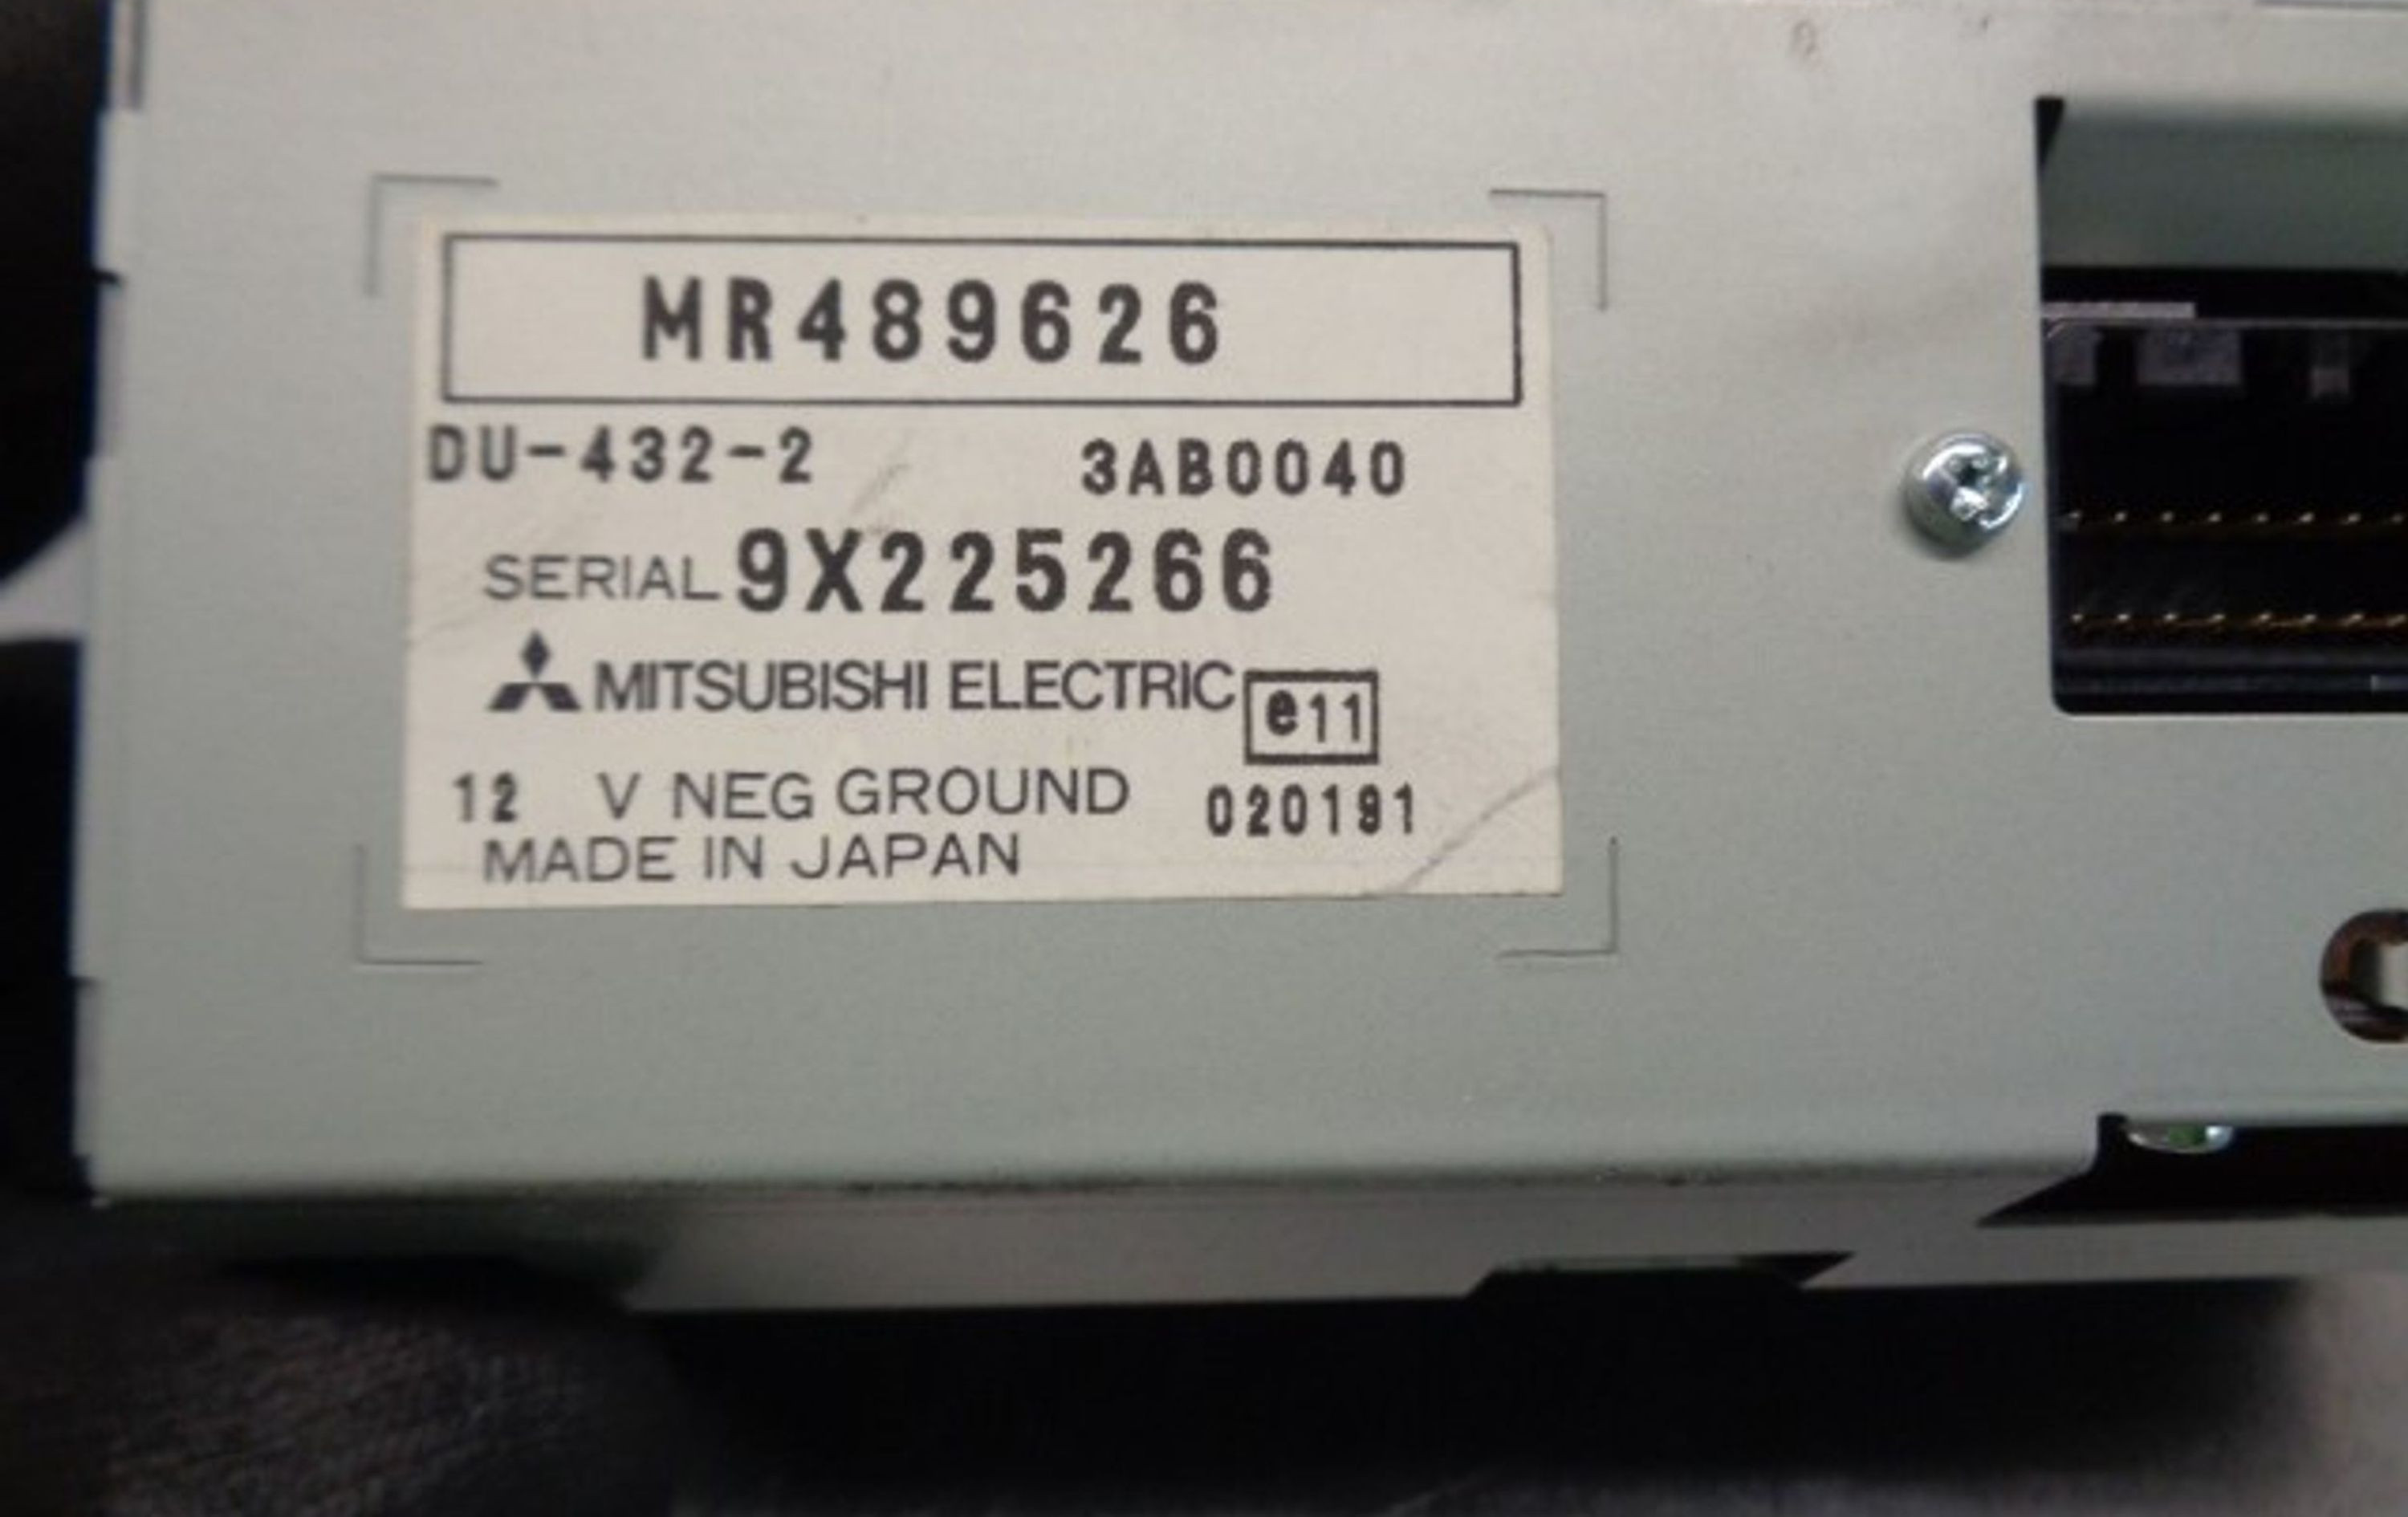 MR489626
DU-432-2 3AB0040
SERIAL 9X225266
MITSUBISHI ELECTRIC e11
12 V NEG GROUND 020191
MADE IN JAPAN